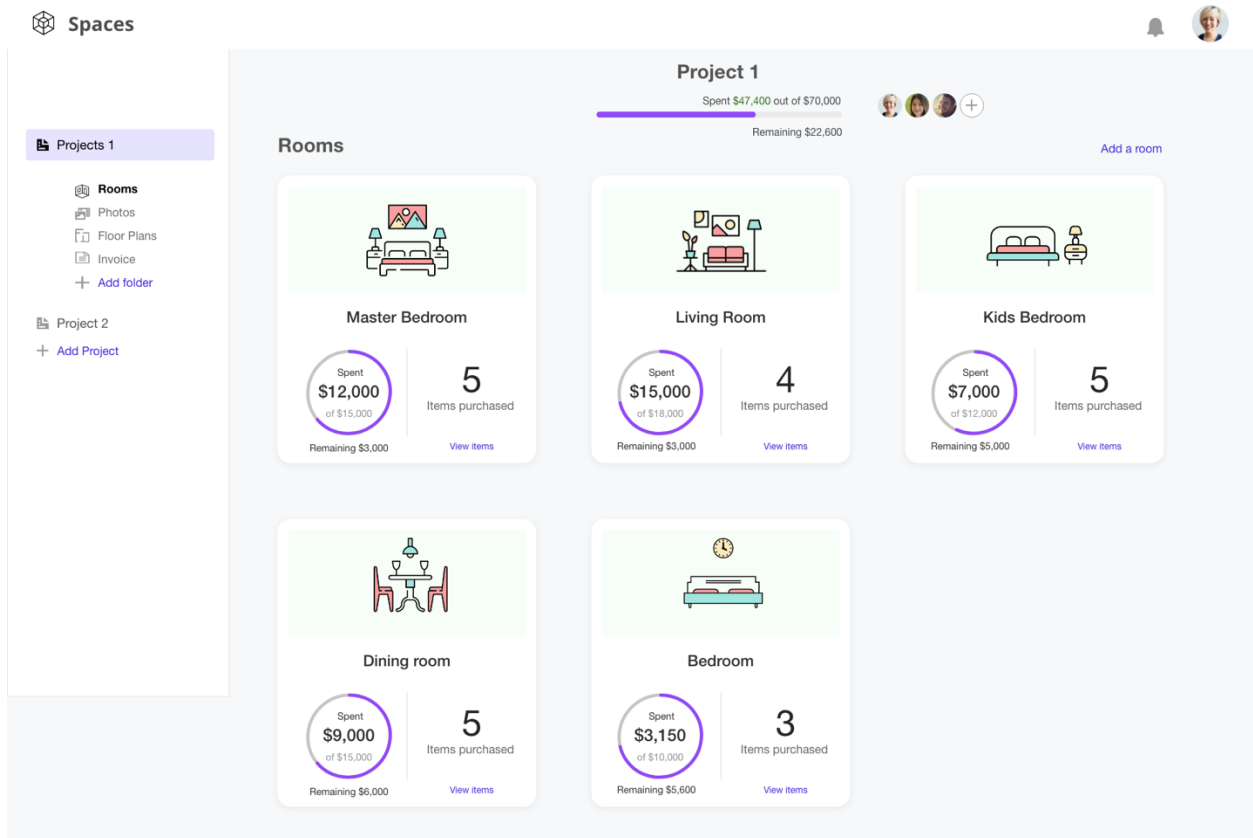 Spaces
Project 1
Spent $47,400 out of $70,000
Remaining $22,600
Projects 1
Rooms
Photos
Floor Plans
Invoice
Add folder
Project 2
Add Project
Rooms
Add a room
Master Bedroom
Spent
$12,000
of $15,000
Remaining $3,000
5
Items purchased
View items
Living Room
Spent
$15,000
of $18,000
Remaining $3,000
4
Items purchased
View items
Kids Bedroom
Spent
$7,000
of $12,000
Remaining $5,000
5
Items purchased
View items
Dining room
Spent
$9,000
of $15,000
Remaining $6,000
5
Items purchased
View items
Bedroom
Spent
$3,150
of $10,000
Remaining $5,600
3
Items purchased
View items